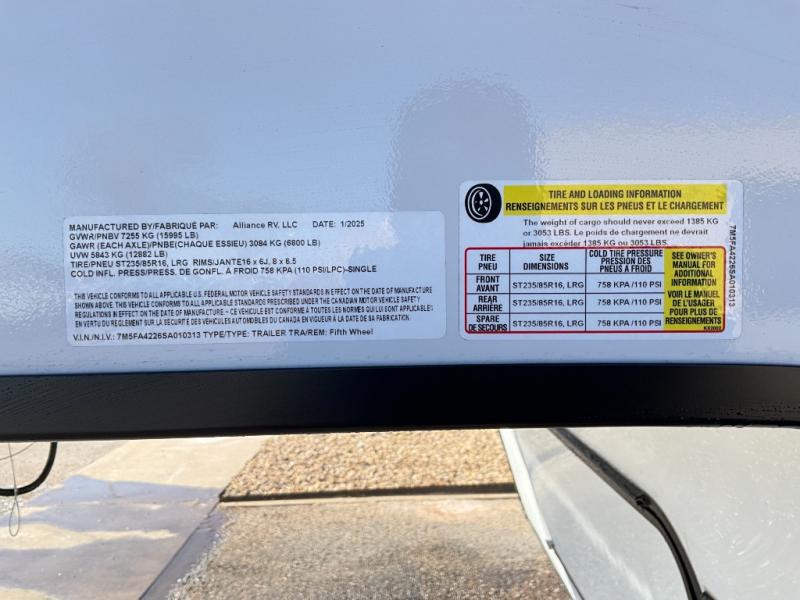 MANUFACTURED BY/FABRIQUÉ PAR: Alliance RV, LLC DATE: 1/2025
GVWR/PNBV 7255 KG (15995 LB)
GAWR (EACH AXLE)/PNBE(CHAQUE ESSIEU) 3084 KG (6800 LB)
UVW 5843 KG (12882 LB)
TIRE/PNEU ST235/85R16, LRG RIMS/JANTE16 x 6J, 8 x 6.5
COLD INFL. PRESS/PRESS. DE GONFL. A FROID 758 KPA (110 PSI/LPC)-SINGLE
THIS VEHICLE CONFORMS TO ALL APPLICABLE U.S. FEDERAL MOTOR VEHICLE SAFETY STANDARDS IN EFFECT ON THE DATE OF MANUFACTURE
SHOWN ABOVE. THIS VEHICLE CONFORMS TO ALL APPLICABLE STANDARDS PRESCRIBED UNDER THE CANADIAN MOTOR VEHICLE SAFETY
REGULATIONS IN EFFECT ON THE DATE OF MANUFACTURE. - CE VEHICULE EST CONFORME A TOUTES LES NORMES QUI LUI SONT APPLICABLES
EN VERTU DU REGLEMENT SUR LA SECURITE DES VEHICULES AUTOMOBILES DU CANADA EN VIGUEUR A LA DATE DE SA FABRICATION.
V.I.N./N.I.V.: 7M5FA4226SA010313 TYPE/TYPE: TRAILER TRA/REM: Fifth Wheel
TIRE AND LOADING INFORMATION
RENSEIGNEMENTS SUR LES PNEUS ET LE CHARGEMENT
The weight of cargo should never exceed 1385 KG
or 3053 LBS. Le poids de chargement ne devrait
jamais excéder 1385 KG ou 3053 LBS.
TIRE SIZE COLD TIRE PRESSURE
PNEU DIMENSIONS PRESSION DES
PNEUS A FROID
FRONT
AVANT ST235/85R16, LRG 758 KPA/110 PSI
REAR
ARRIÈRE ST235/85R16, LRG 758 KPA/110 PSI
SPARE
DE SECOURS ST235/85R16, LRG 758 KPA/110 PSI
SEE OWNER'S
MANUAL FOR
ADDITIONAL
INFORMATION
VOIR LE MANUEL
DE L'USAGER
POUR PLUS DE
RENSEIGNEMENTS
7M5FA4226SA010313